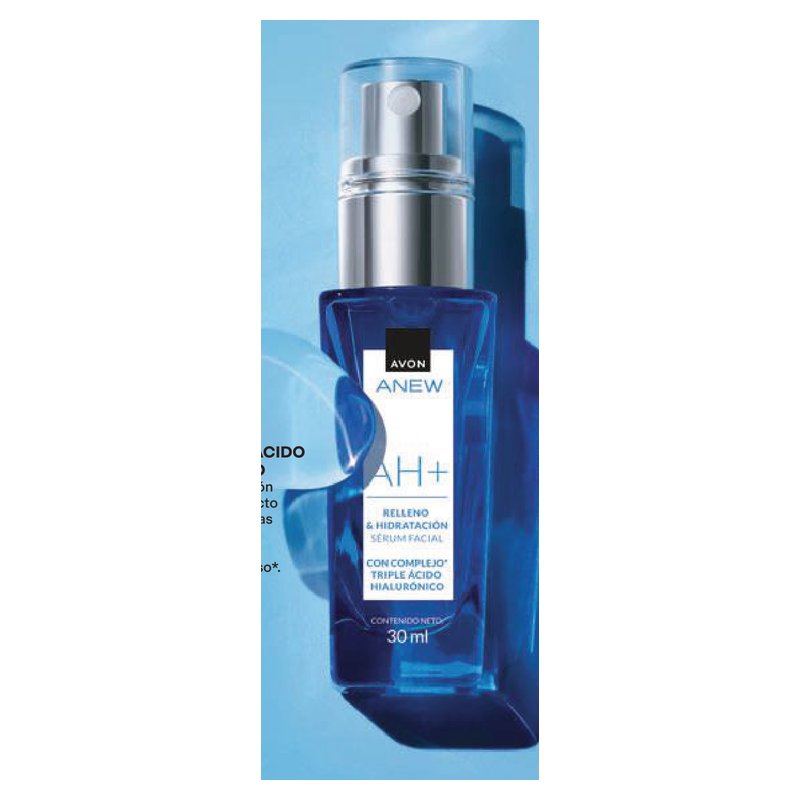 AVON
ANEW
AH+
RELLENO
& HIDRATACIÓN
SÉRUM FACIAL
CON COMPLEJO*
TRIPLE ÁCIDO
HIALURÓNICO
CONTENIDO NETO:
30 ml
ÁCIDO
O
ón
cto
as
so*.